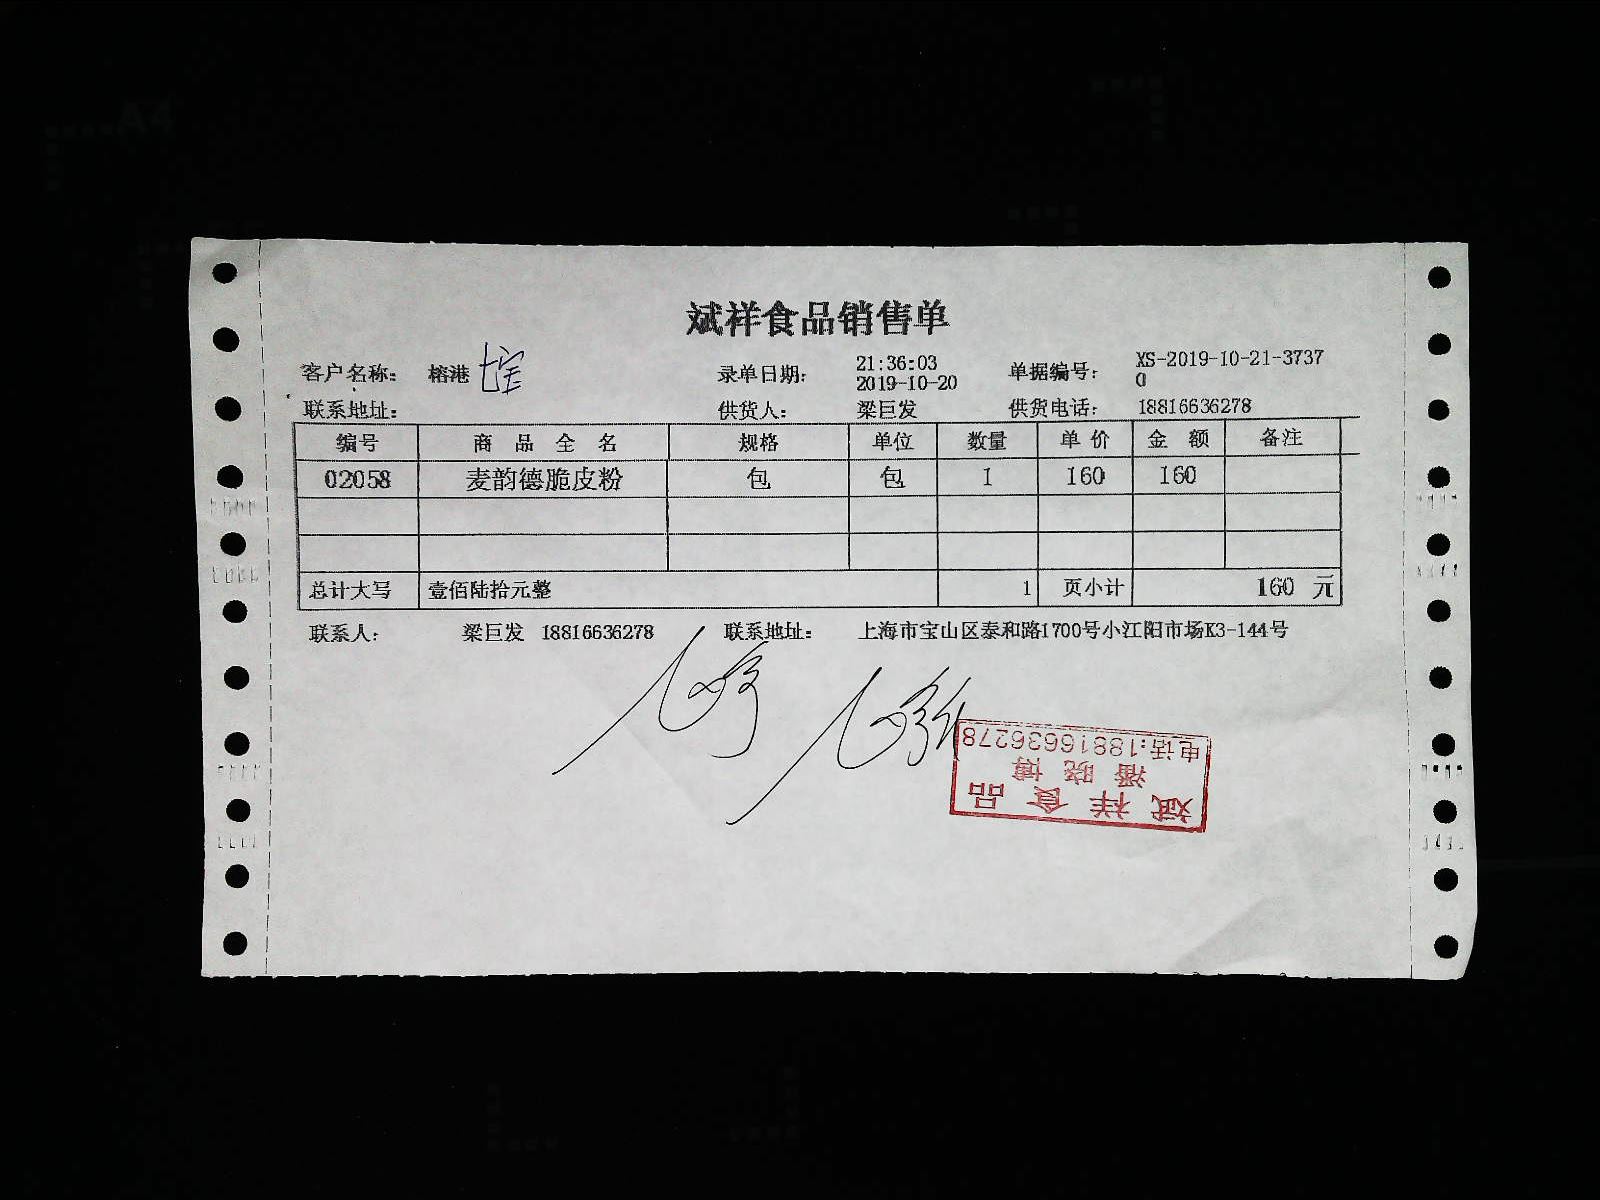 斌祥食品销售单
客户名称: 榕港 七宝 录单日期: 21:36:03 2019-10-20 单据编号: XS-2019-10-21-37370
联系地址: 供货人: 梁巨发 供货电话: 18816636278
编号 商品全名 规格 单位 数量 单价 金额 备注
02058 麦韵德脆皮粉 包 包 1 160 160
总计大写 壹佰陆拾元整 1 页小计 160 元
联系人: 梁巨发 18816636278 联系地址: 上海市宝山区泰和路1700号小江阳市场K3-144号
斌祥食品
潘晓博
电话:18816636278